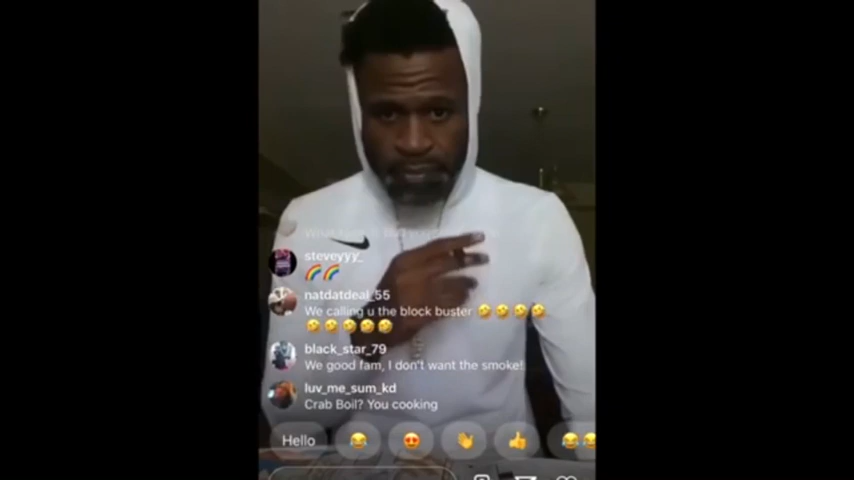 steveyyy_
🌈🌈
natdatdeal_55
We calling u the block buster 🤣🤣🤣🤣
🤣🤣🤣🤣🤣
black_star_79
We good fam, I don't want the smoke!
luv_me_sum_kd
Crab Boil? You cooking
Hello